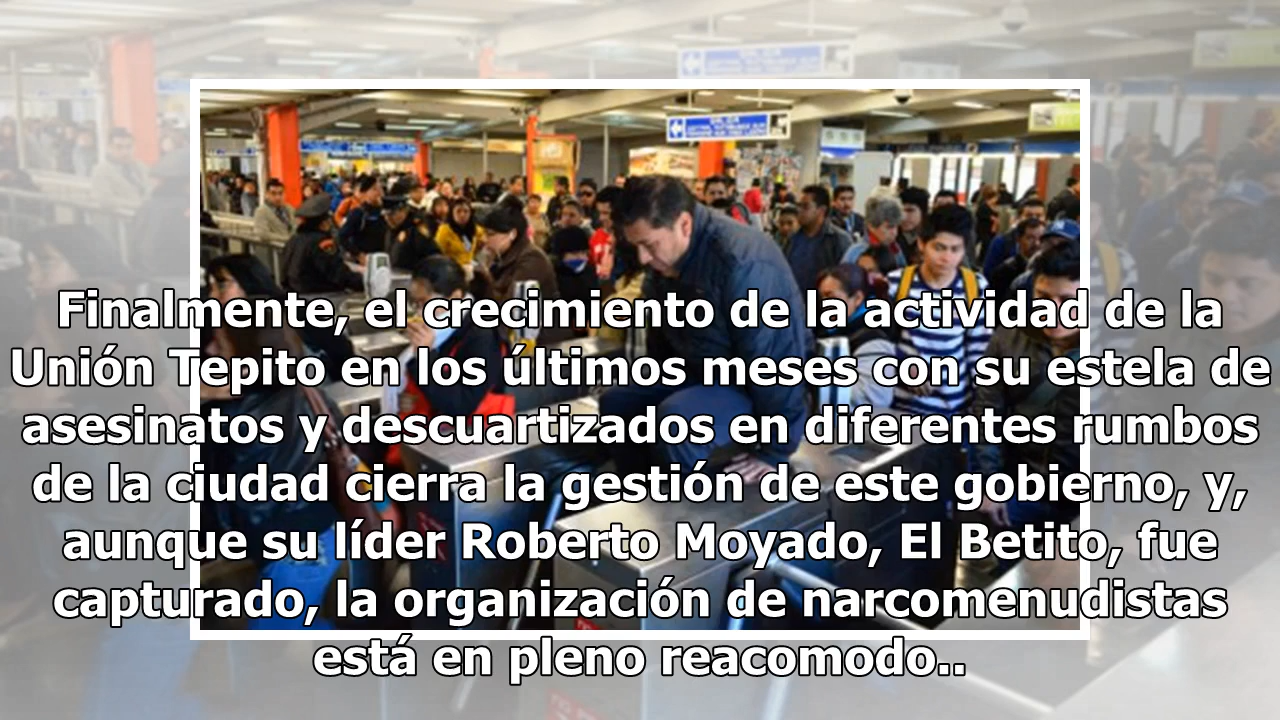 SALIDA
Finalmente, el crecimiento de la actividad de la
Unión Tepito en los últimos meses con su estela de
asesinatos y descuartizados en diferentes rumbos
de la ciudad cierra la gestión de este gobierno, y,
aunque su líder Roberto Moyado, El Betito, fue
capturado, la organización de narcomenudistas
está en pleno reacomodo..